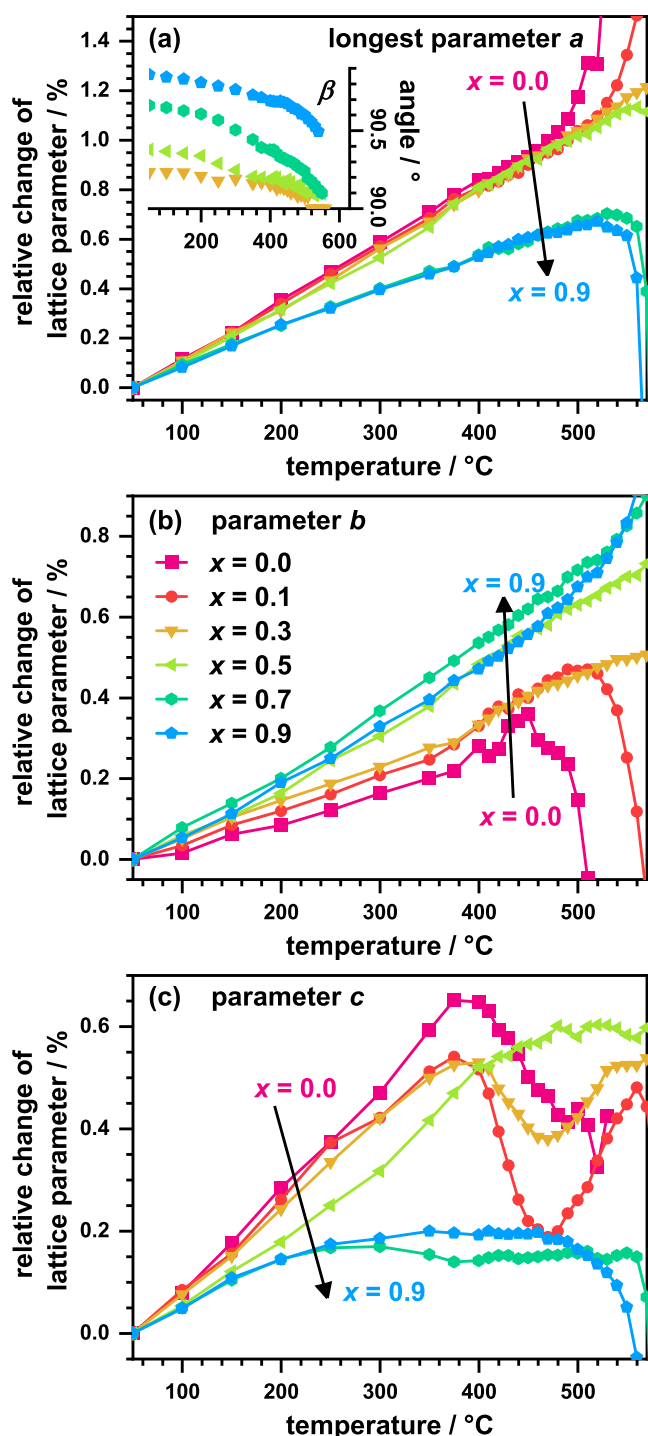 (a) longest parameter a
relative change of
lattice parameter / %
1.4
1.2
1.0
0.8
0.6
0.4
0.2
0.0
β
angle / °
90.5
90.0
200 400 600
x = 0.0
x = 0.9
100 200 300 400 500
temperature / °C
(b) parameter b
relative change of
lattice parameter / %
0.8
0.6
0.4
0.2
0.0
x = 0.0
x = 0.1
x = 0.3
x = 0.5
x = 0.7
x = 0.9
x = 0.9
x = 0.0
100 200 300 400 500
temperature / °C
(c) parameter c
relative change of
lattice parameter / %
0.6
0.4
0.2
0.0
x = 0.0
x = 0.9
100 200 300 400 500
temperature / °C